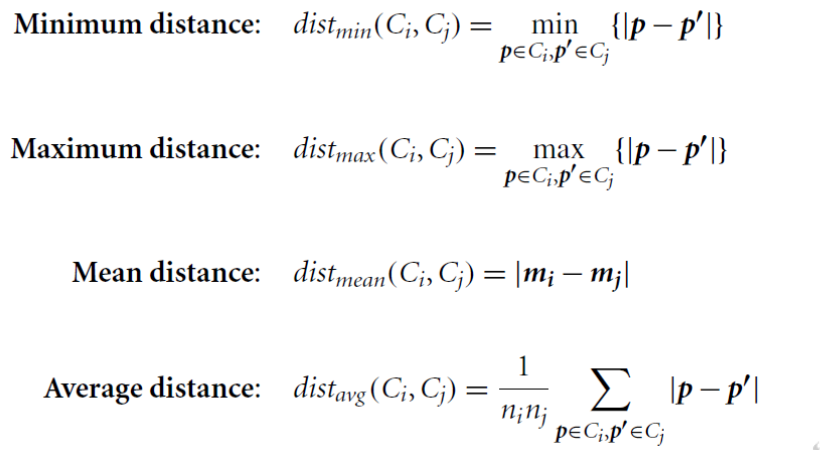 Minimum distance: dist_min(C_i, C_j) = min_{p∈C_i, p′∈C_j} {|p − p′|}
Maximum distance: dist_max(C_i, C_j) = max_{p∈C_i, p′∈C_j} {|p − p′|}
Mean distance: dist_mean(C_i, C_j) = |m_i − m_j|
Average distance: dist_avg(C_i, C_j) = \frac{1}{n_i n_j} ∑_{p∈C_i, p′∈C_j} |p − p′|